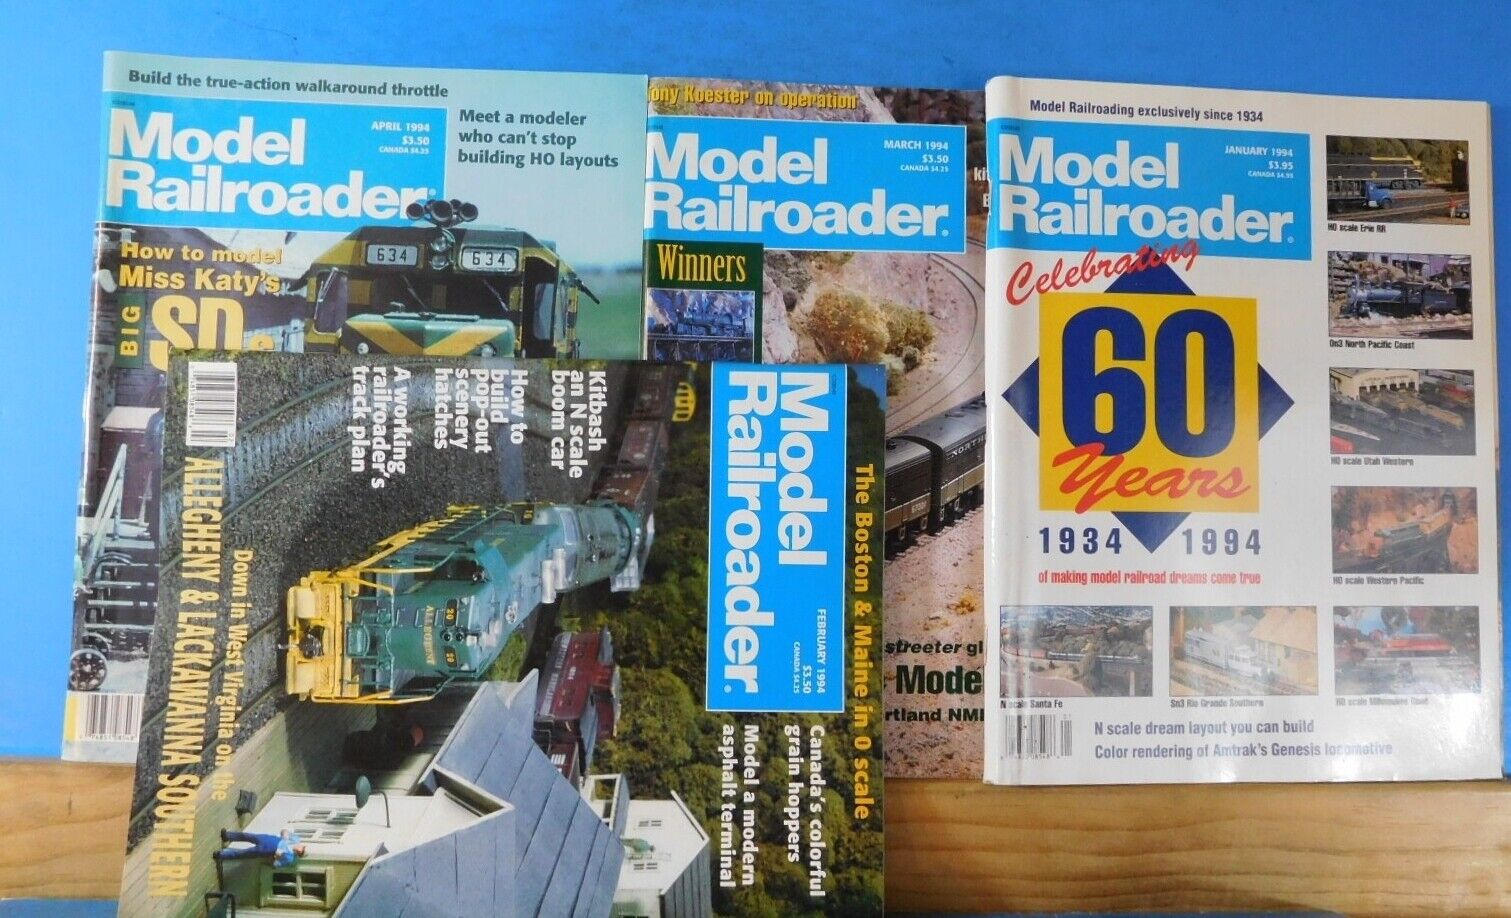 Build the true-action walkaround throttle
Model
Railroader
APRIL 1994
$3.50
CANADA $4.25
Meet a modeler
who can't stop
building HO layouts
How to model
Miss Katy's
BIG
SD
634
634
Tony Koester on operation
Model
Railroader
MARCH 1994
$3.50
CANADA $4.25
Winners
NORTHERN
streeter
Model
Model Railroading exclusively since 1934
Model
Railroader
JANUARY 1994
$3.95
CANADA $4.95
Celebrating
60
Years
1934 1994
of making model railroad dreams come true
HO scale Erie RR
On3 North Pacific Coast
HO scale Utah Western
HO scale Western Pacific
N scale Santa Fe
Sn3 Rio Grande Southern
HO scale Milwaukee Road
N scale dream layout you can build
Color rendering of Amtrak's Genesis locomotive
The Boston & Maine in O scale
Model
Railroader
FEBRUARY 1994
$3.50
CANADA $4.25
Canada's colorful
grain hoppers
Model a modern
asphalt terminal
Kitbash
an N scale
boom car
How to
build
pop-out
scenery
hatches
A working
railroader's
track plan
Down in West Virginia on the
ALLEGHENY & LACKAWANNA SOUTHERN